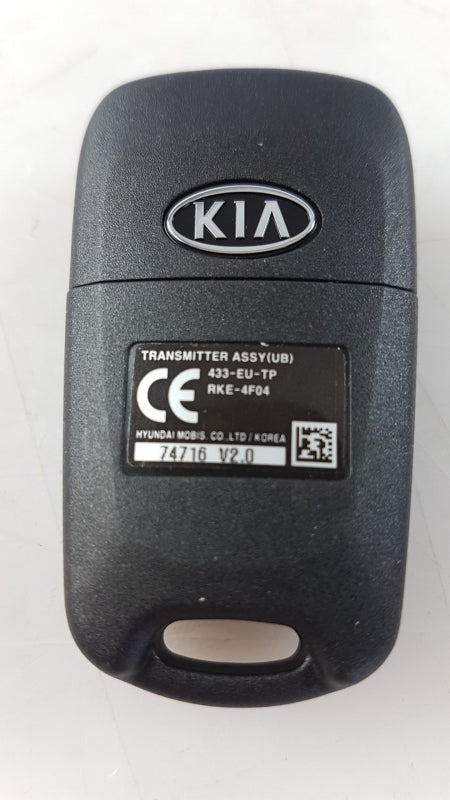 KIA
TRANSMITTER ASSY(UB)
CE 433-EU-TP
RKE-4F04
HYUNDAI MOBIS. CO.,LTD / KOREA
74716 V2.0